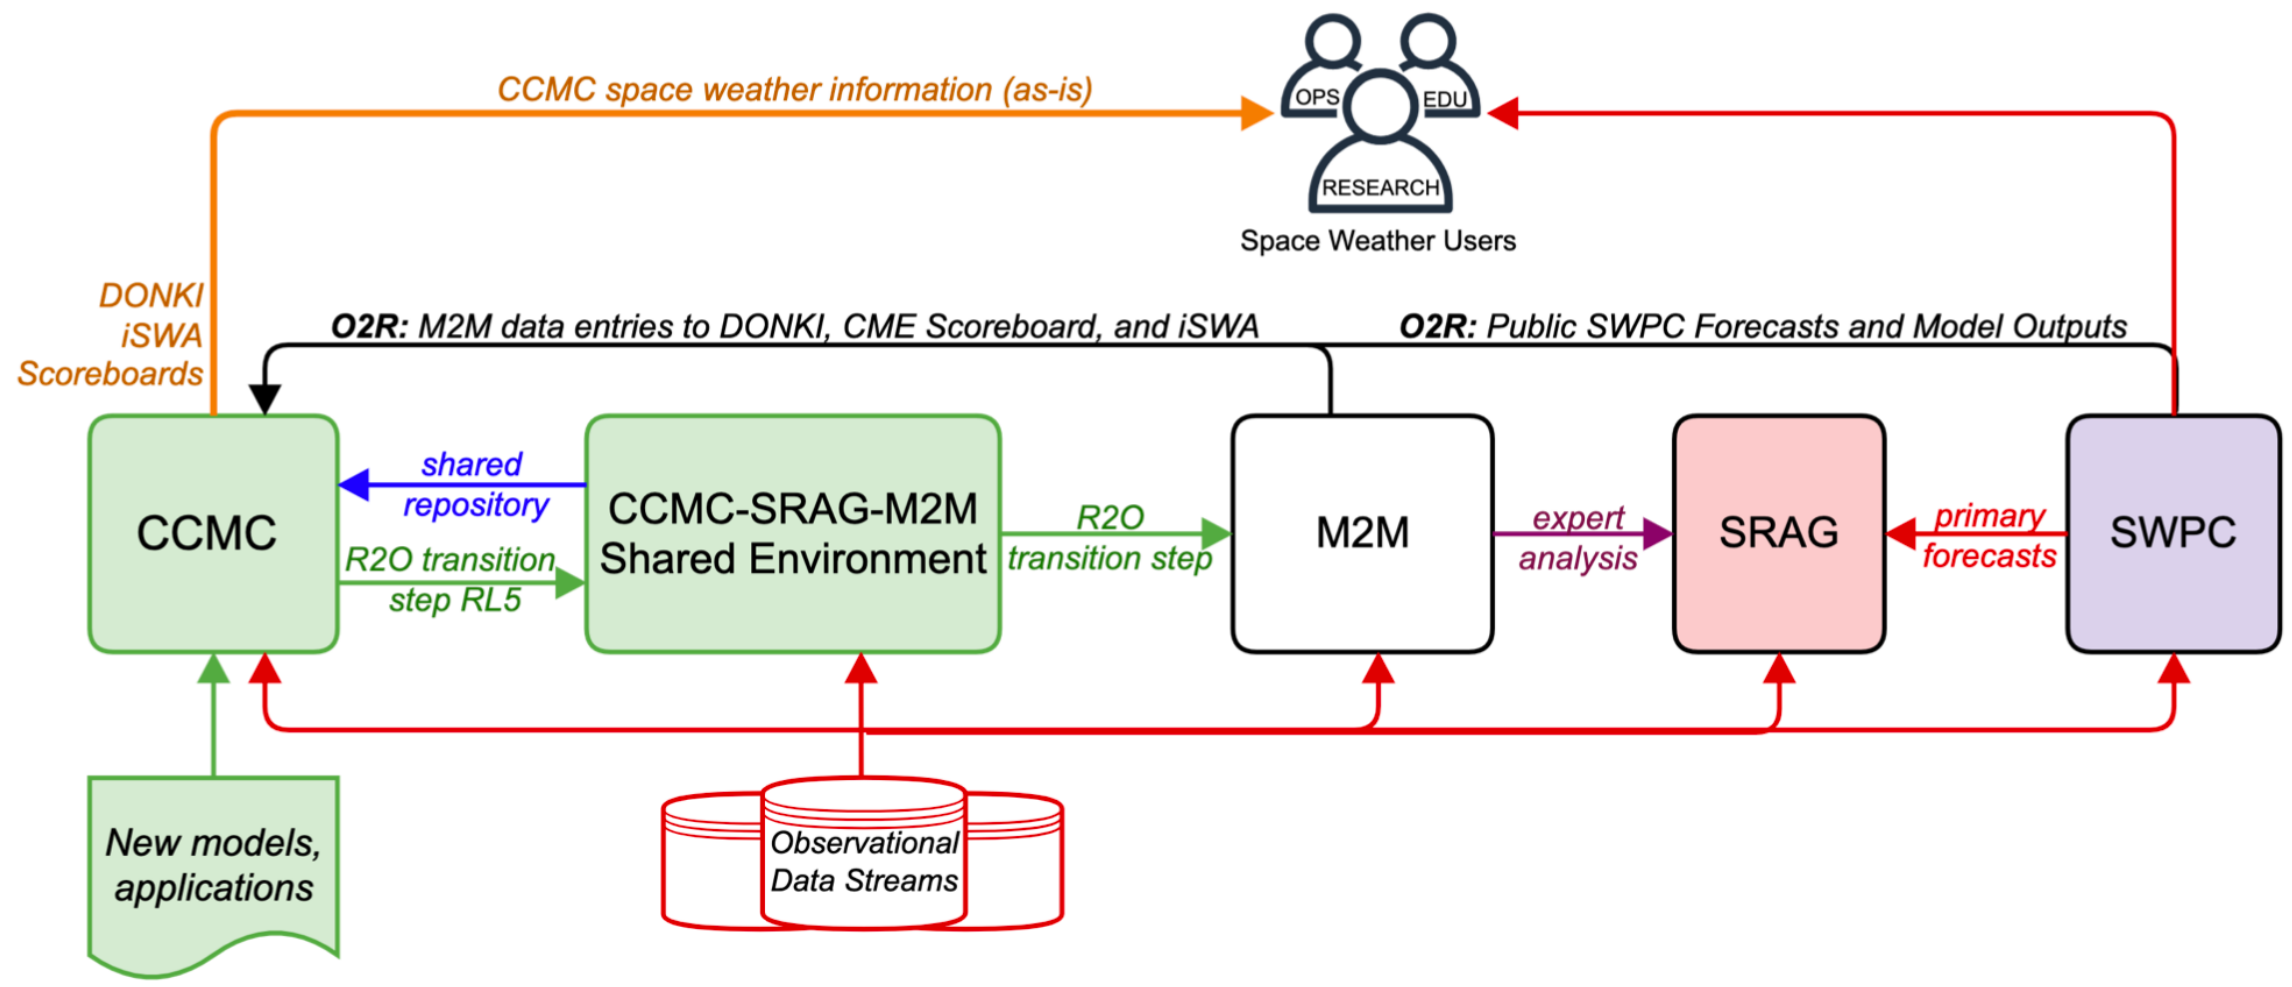 CCMC space weather information (as-is)
OPS
EDU
RESEARCH
Space Weather Users
DONKI
iSWA
Scoreboards
O2R: M2M data entries to DONKI, CME Scoreboard, and iSWA
O2R: Public SWPC Forecasts and Model Outputs
CCMC
shared
repository
R2O transition
step RL5
CCMC-SRAG-M2M
Shared Environment
R2O
transition step
M2M
expert
analysis
SRAG
primary
forecasts
SWPC
New models,
applications
Observational
Data Streams